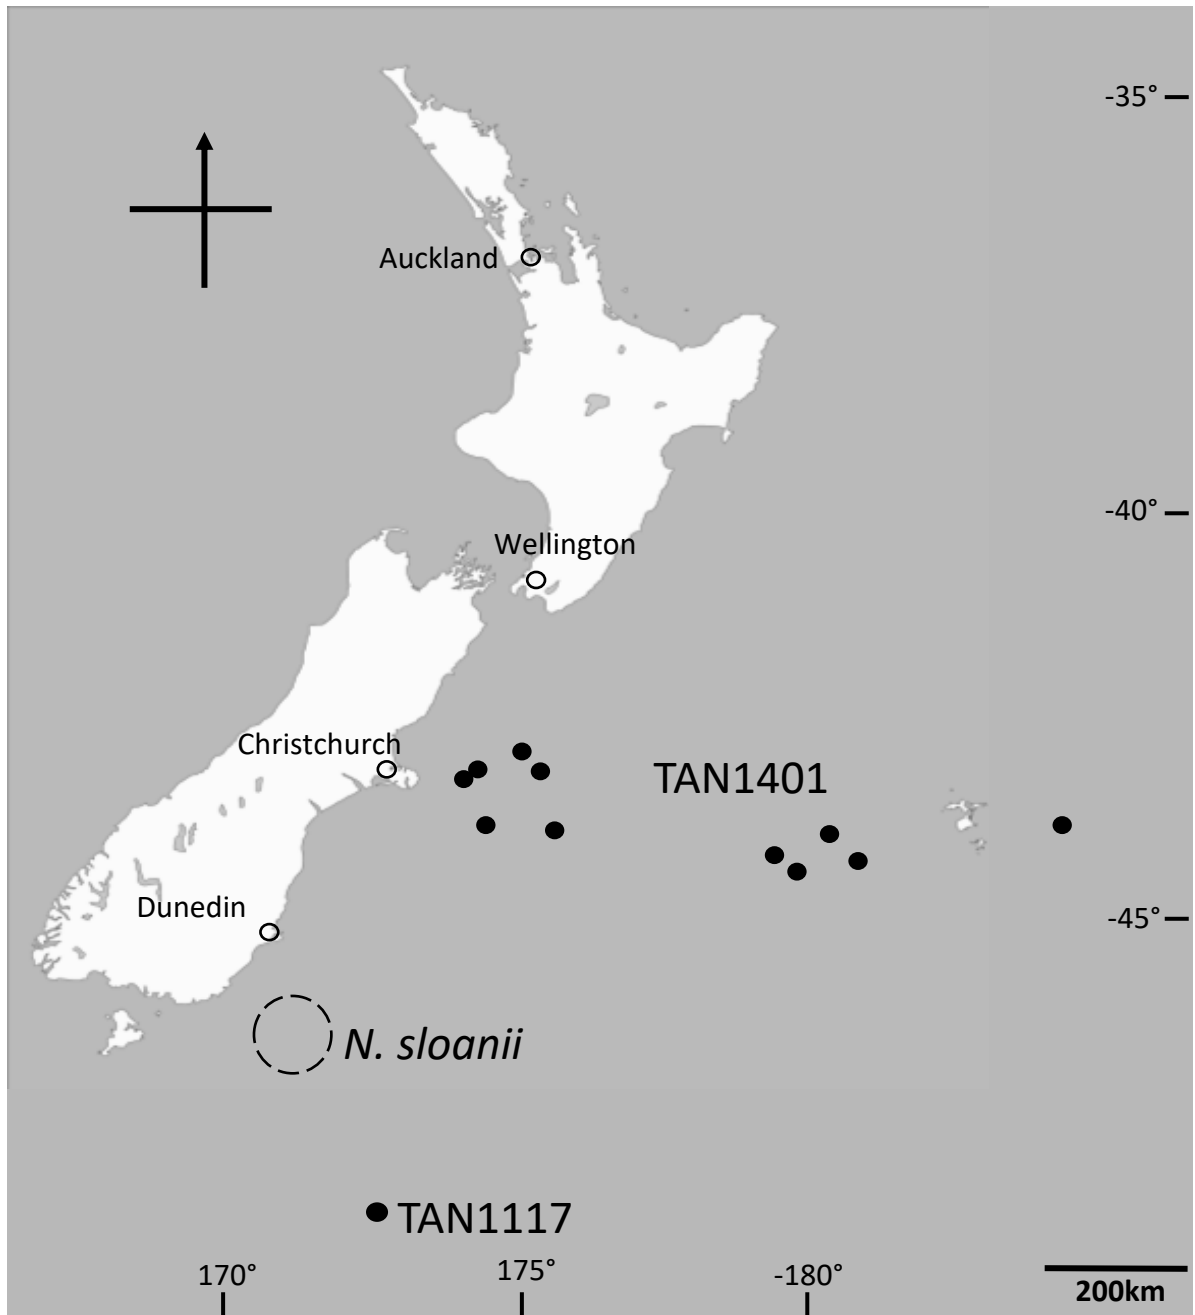 -35°
Auckland
-40°
Wellington
Christchurch
TAN1401
Dunedin
-45°
N. sloanii
TAN1117
170°
175°
-180°
200km